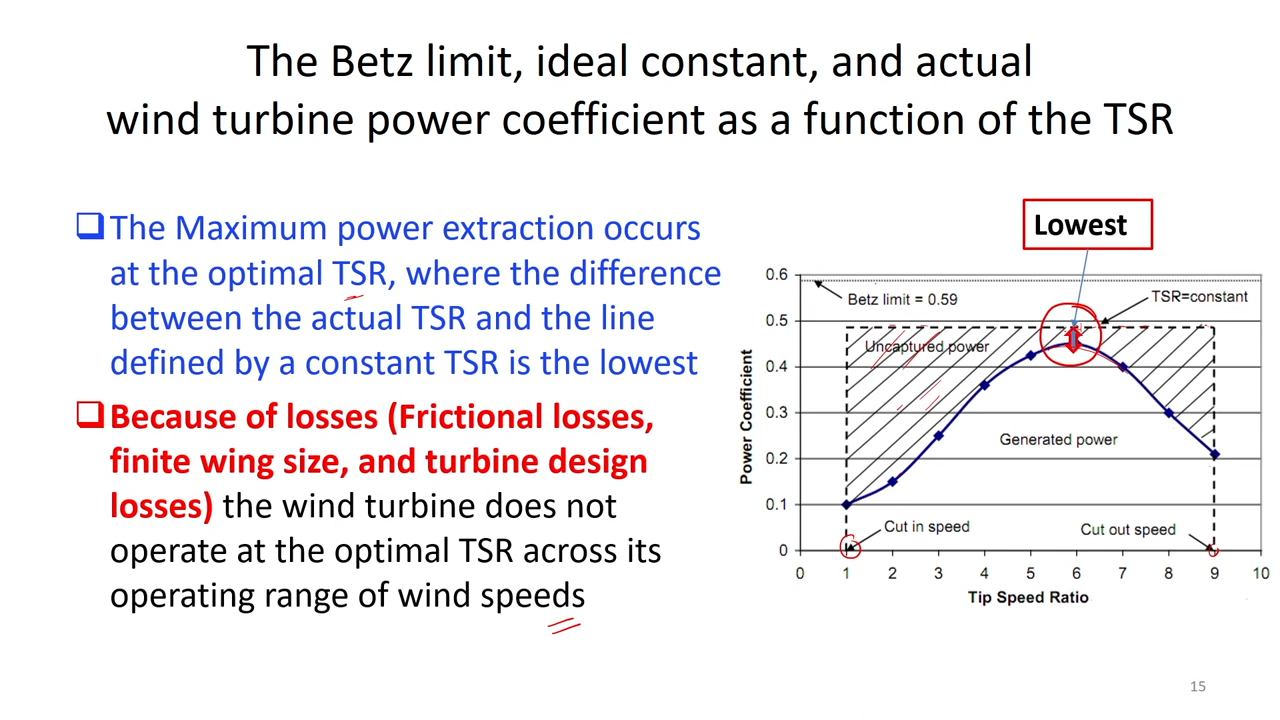 The Betz limit, ideal constant, and actual
wind turbine power coefficient as a function of the TSR
The Maximum power extraction occurs
at the optimal TSR, where the difference
between the actual TSR and the line
defined by a constant TSR is the lowest
Because of losses (Frictional losses,
finite wing size, and turbine design
losses) the wind turbine does not
operate at the optimal TSR across its
operating range of wind speeds
Lowest
0.6
Betz limit = 0.59
TSR=constant
0.5
Uncaptured power
0.4
0.3
Generated power
0.2
0.1
Cut in speed
Cut out speed
0
Power Coefficient
0 1 2 3 4 5 6 7 8 9 10
Tip Speed Ratio
15